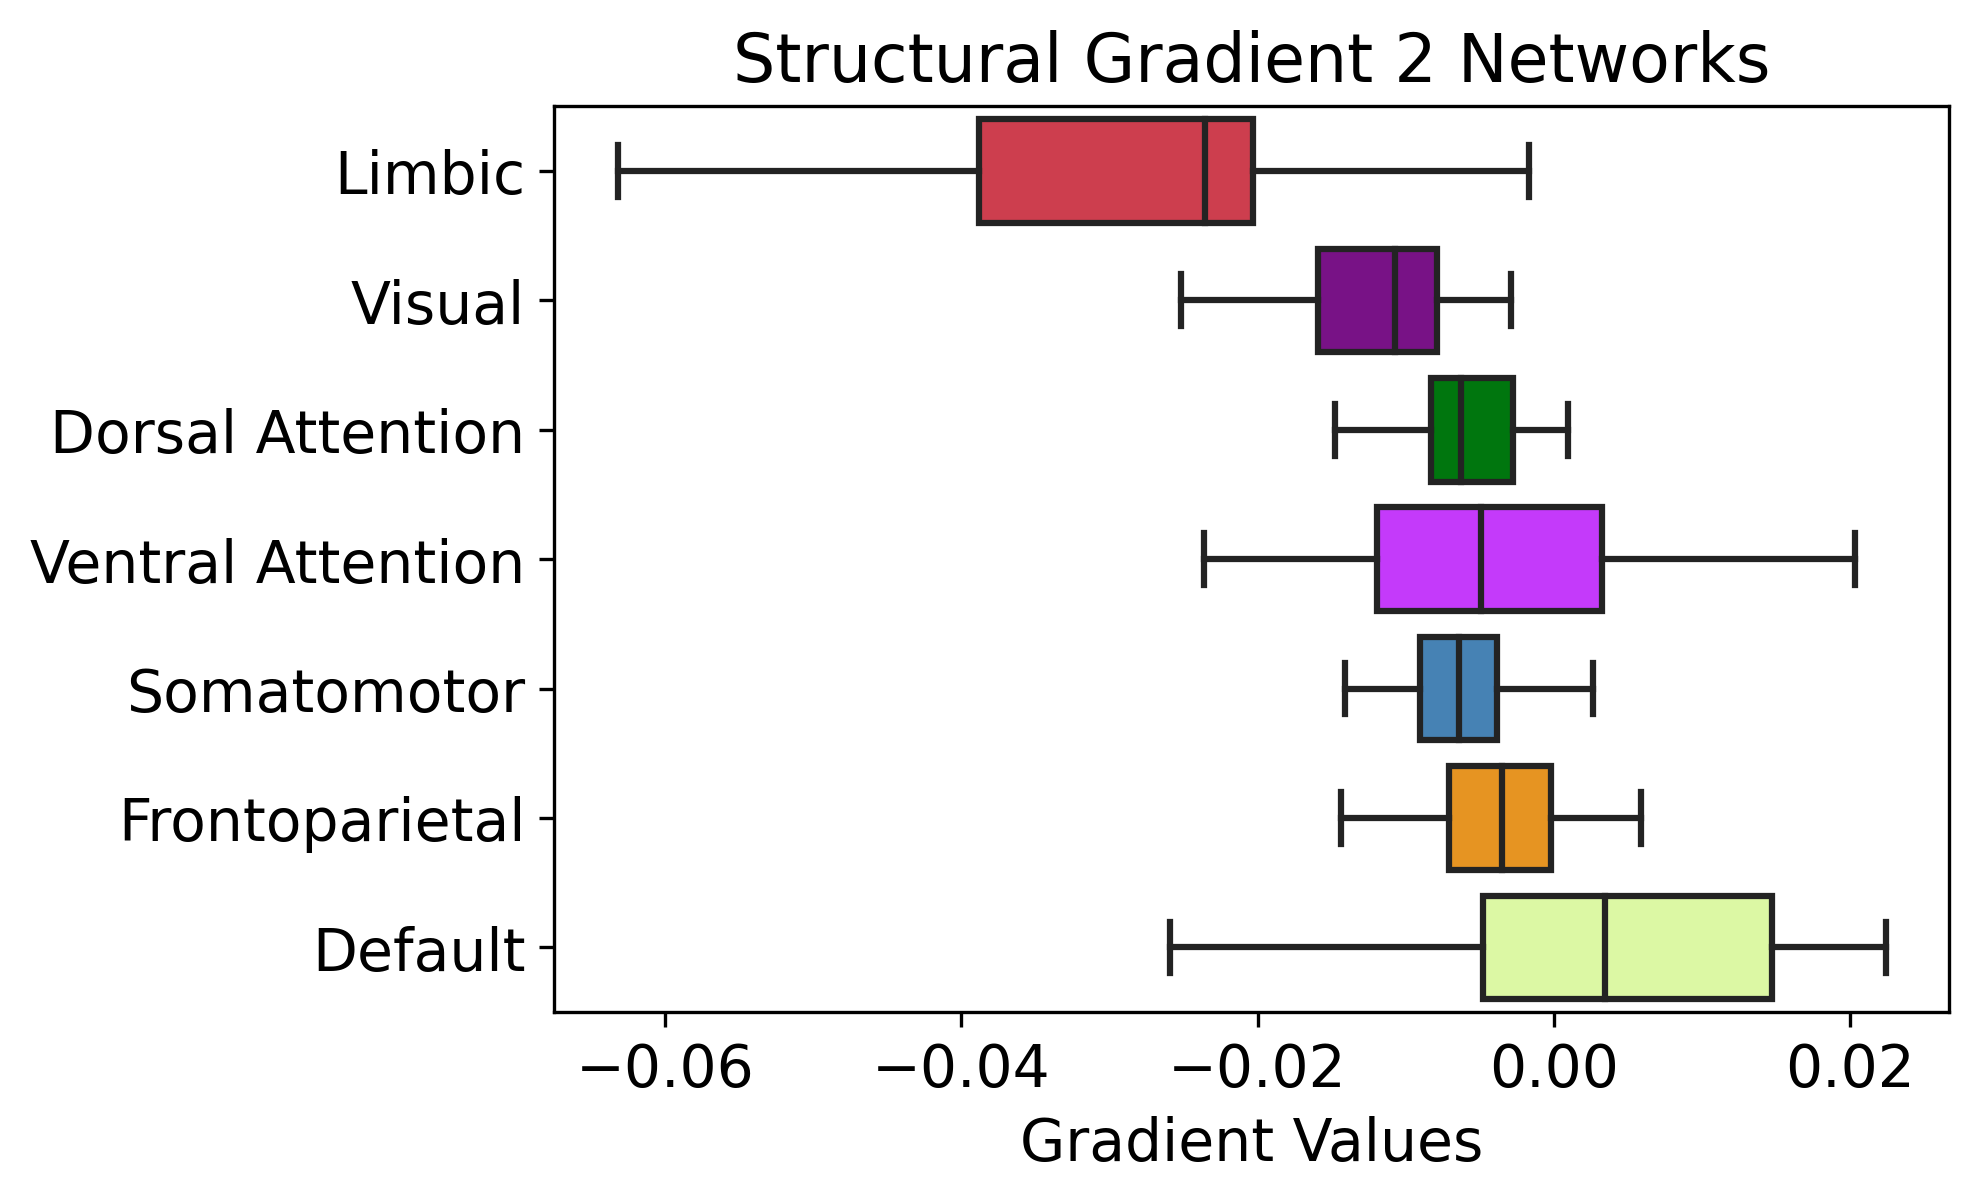 Structural Gradient 2 Networks
Limbic
Visual
Dorsal Attention
Ventral Attention
Somatomotor
Frontoparietal
Default
−0.06 −0.04 −0.02 0.00 0.02
Gradient Values